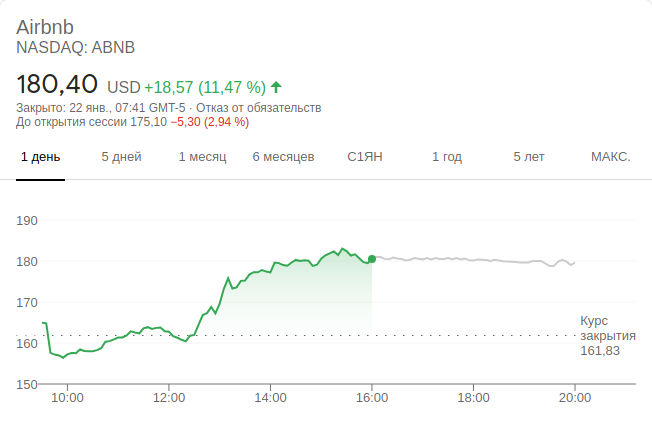 Airbnb
NASDAQ: ABNB
180,40 USD +18,57 (11,47 %)
Закрыто: 22 янв., 07:41 GMT-5 · Отказ от обязательств
До открытия сессии 175,10 −5,30 (2,94 %)
1 день 5 дней 1 месяц 6 месяцев С1ЯН 1 год 5 лет МАКС.
190
180
170
160
150
Курс
закрытия
161,83
10:00 12:00 14:00 16:00 18:00 20:00